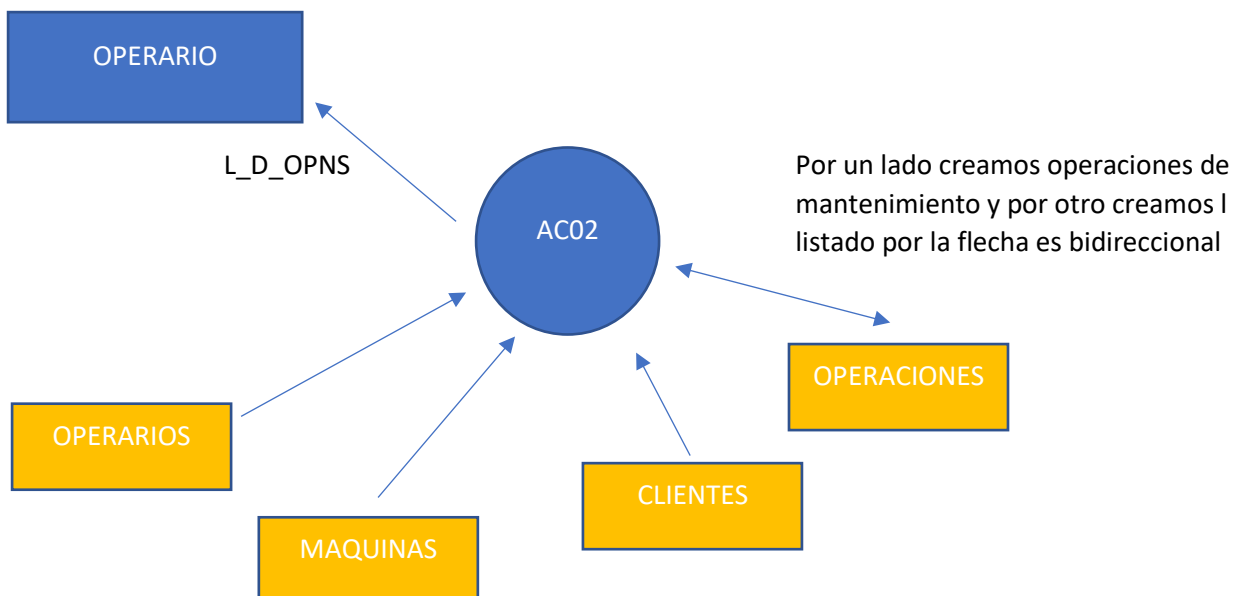 OPERARIO
L_D_OPNS
AC02
Por un lado creamos operaciones de
mantenimiento y por otro creamos l
listado por la flecha es bidireccional
OPERACIONES
OPERARIOS
CLIENTES
MAQUINAS